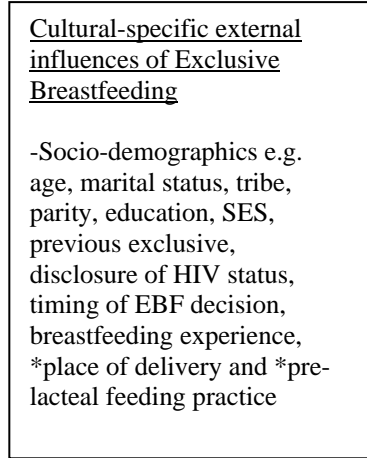 Cultural-specific external
influences of Exclusive
Breastfeeding
-Socio-demographics e.g.
age, marital status, tribe,
parity, education, SES,
previous exclusive,
disclosure of HIV status,
timing of EBF decision,
breastfeeding experience,
*place of delivery and *pre-
lacteal feeding practice